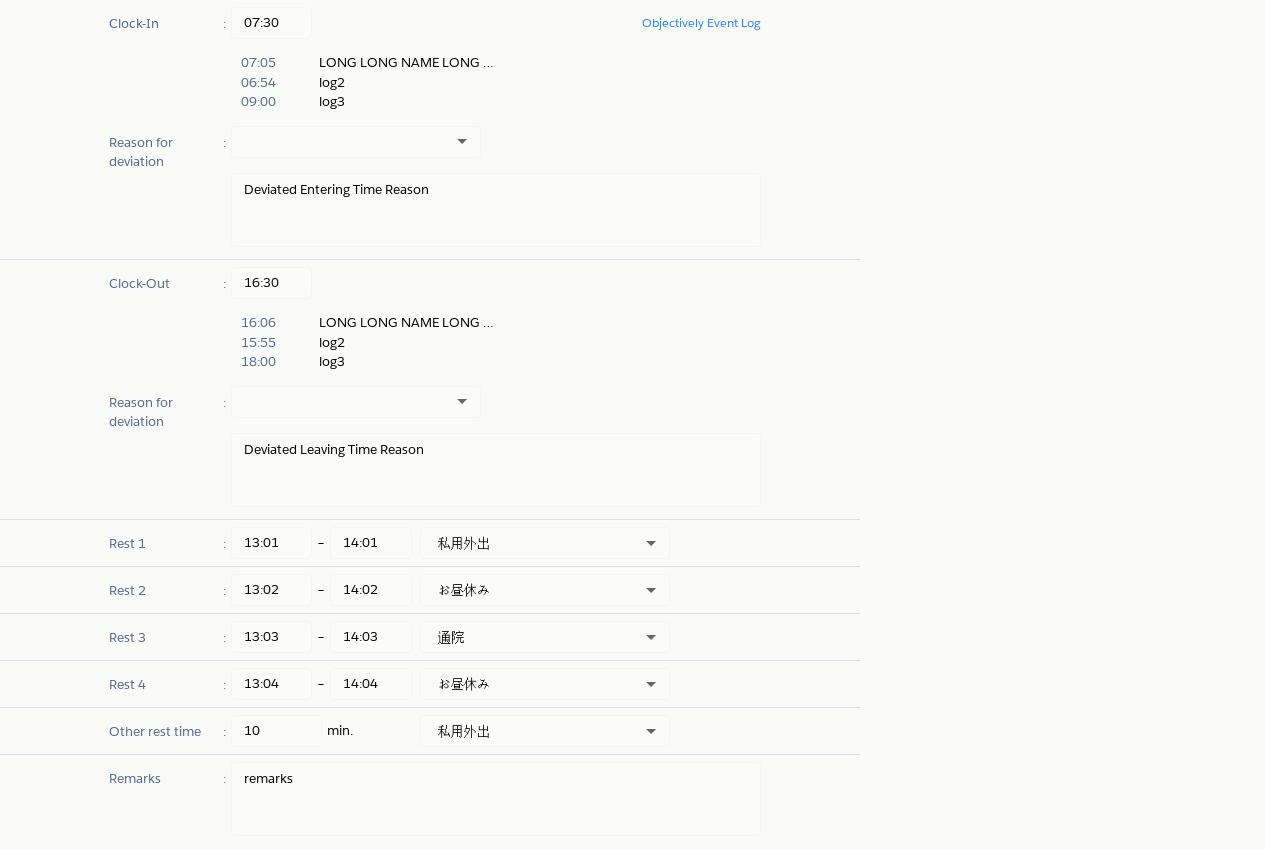 Clock-In : 07:30 Objectively Event Log
07:05 LONG LONG NAME LONG ...
06:54 log2
09:00 log3
Reason for deviation :
Deviated Entering Time Reason
Clock-Out : 16:30
16:06 LONG LONG NAME LONG ...
15:55 log2
18:00 log3
Reason for deviation :
Deviated Leaving Time Reason
Rest 1 : 13:01 – 14:01 私用外出
Rest 2 : 13:02 – 14:02 お昼休み
Rest 3 : 13:03 – 14:03 通院
Rest 4 : 13:04 – 14:04 お昼休み
Other rest time : 10 min. 私用外出
Remarks : remarks